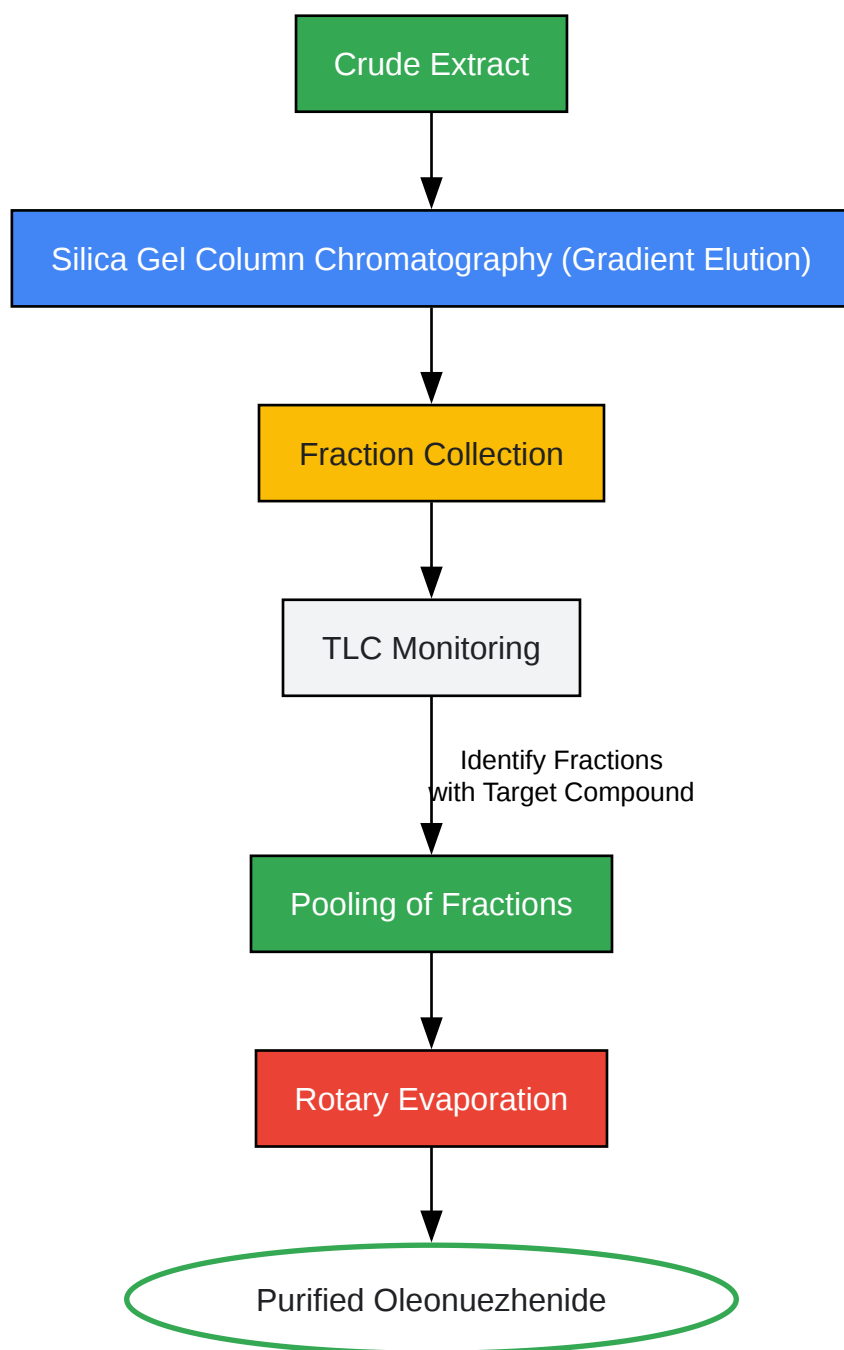 Crude Extract
Silica Gel Column Chromatography (Gradient Elution)
Fraction Collection
TLC Monitoring
Identify Fractions
with Target Compound
Pooling of Fractions
Rotary Evaporation
Purified Oleonuezhenide